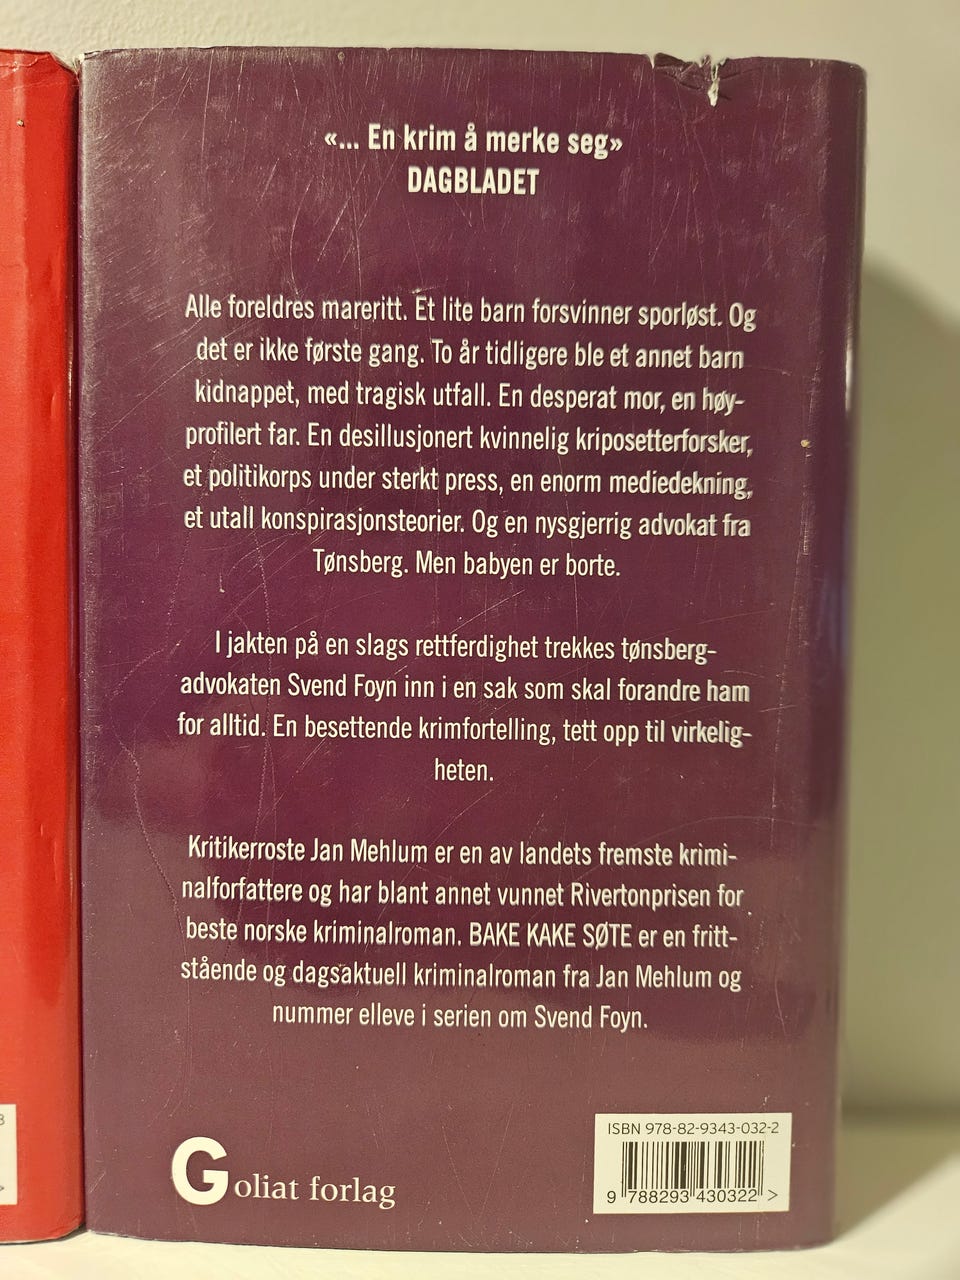 «... En krim å merke seg»
DAGBLADET
Alle foreldres mareritt. Et lite barn forsvinner sporløst. Og
det er ikke første gang. To år tidligere ble et annet barn
kidnappet, med tragisk utfall. En desperat mor, en høy-
profilert far. En desillusjonert kvinnelig kriposetterforsker,
et politikorps under sterkt press, en enorm mediedekning,
et utall konspirasjonsteorier. Og en nysgjerrig advokat fra
Tønsberg. Men babyen er borte.
I jakten på en slags rettferdighet trekkes tønsberg-
advokaten Svend Foyn inn i en sak som skal forandre ham
for alltid. En besettende krimfortelling, tett opp til virkelig-
heten.
Kritikerroste Jan Mehlum er en av landets fremste krimi-
nalforfattere og har blant annet vunnet Rivertonprisen for
beste norske kriminalroman. BAKE KAKE SØTE er en fritt-
stående og dagsaktuell kriminalroman fra Jan Mehlum og
nummer elleve i serien om Svend Foyn.
Goliat forlag
ISBN 978-82-9343-032-2
9 788293 430322 >
8
>